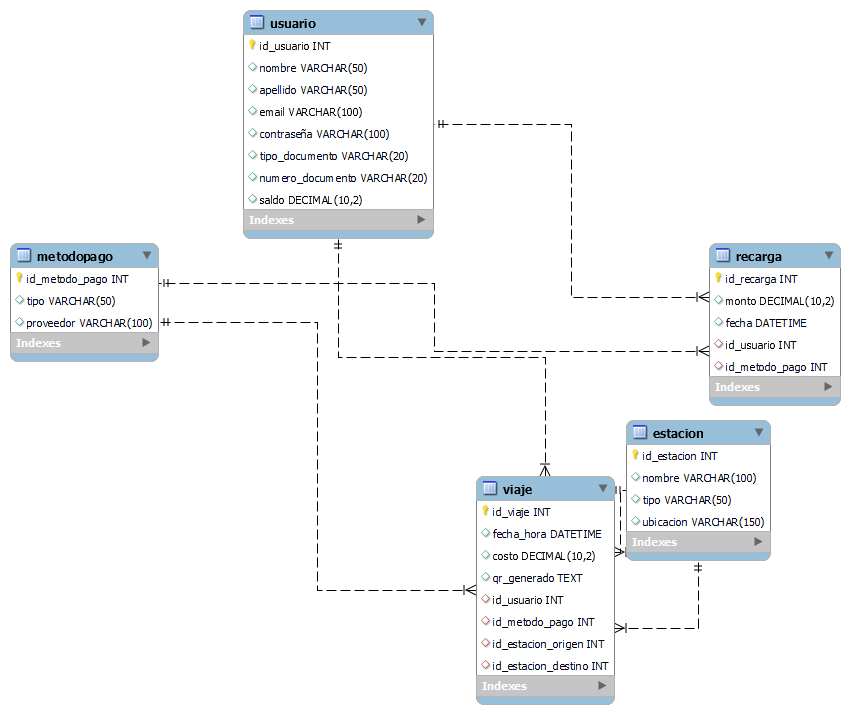 usuario
id_usuario INT
nombre VARCHAR(50)
apellido VARCHAR(50)
email VARCHAR(100)
contraseña VARCHAR(100)
tipo_documento VARCHAR(20)
numero_documento VARCHAR(20)
saldo DECIMAL(10,2)
Indexes
metodopago
id_metodo_pago INT
tipo VARCHAR(50)
proveedor VARCHAR(100)
Indexes
recarga
id_recarga INT
monto DECIMAL(10,2)
fecha DATETIME
id_usuario INT
id_metodo_pago INT
Indexes
estacion
id_estacion INT
nombre VARCHAR(100)
tipo VARCHAR(50)
ubicacion VARCHAR(150)
Indexes
viaje
id_viaje INT
fecha_hora DATETIME
costo DECIMAL(10,2)
qr_generado TEXT
id_usuario INT
id_metodo_pago INT
id_estacion_origen INT
id_estacion_destino INT
Indexes